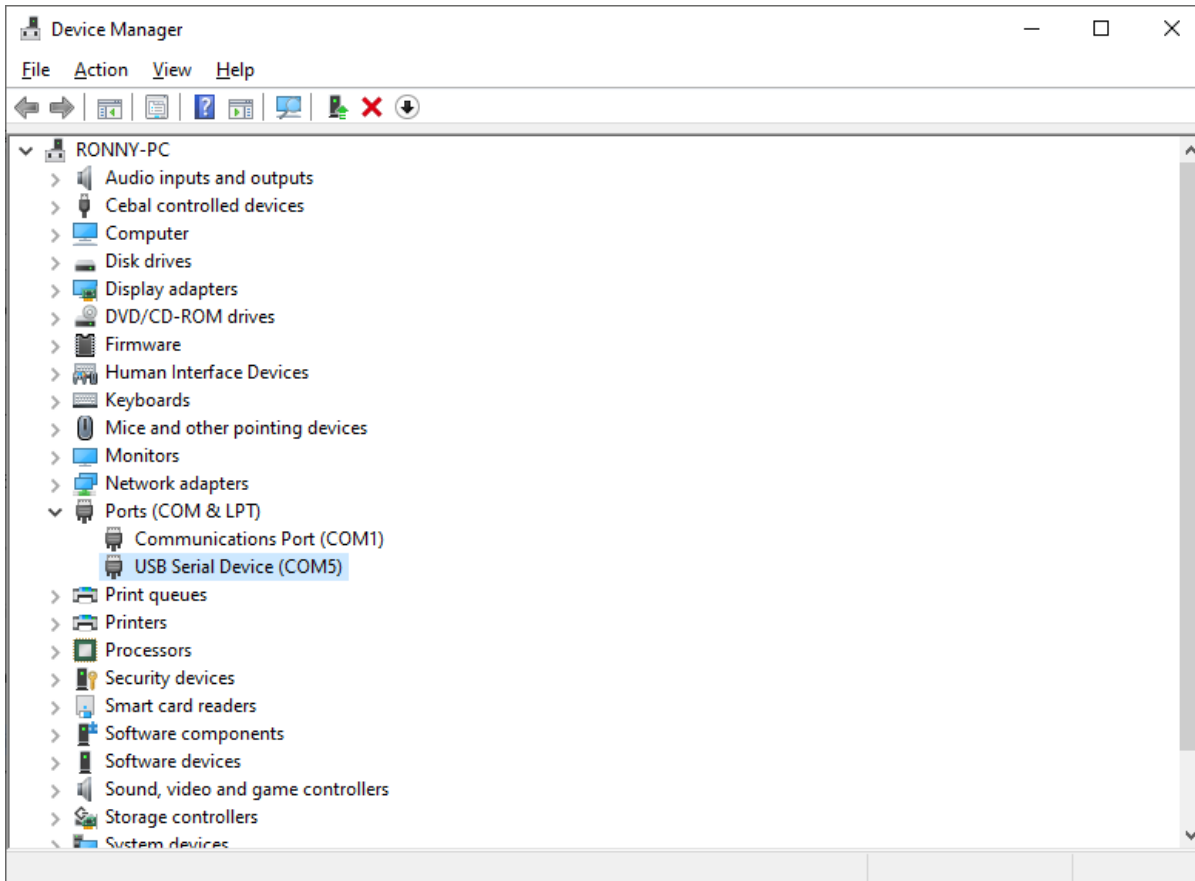 Device Manager
File Action View Help
RONNY-PC
Audio inputs and outputs
Cebal controlled devices
Computer
Disk drives
Display adapters
DVD/CD-ROM drives
Firmware
Human Interface Devices
Keyboards
Mice and other pointing devices
Monitors
Network adapters
Ports (COM & LPT)
Communications Port (COM1)
USB Serial Device (COM5)
Print queues
Printers
Processors
Security devices
Smart card readers
Software components
Software devices
Sound, video and game controllers
Storage controllers
System devices